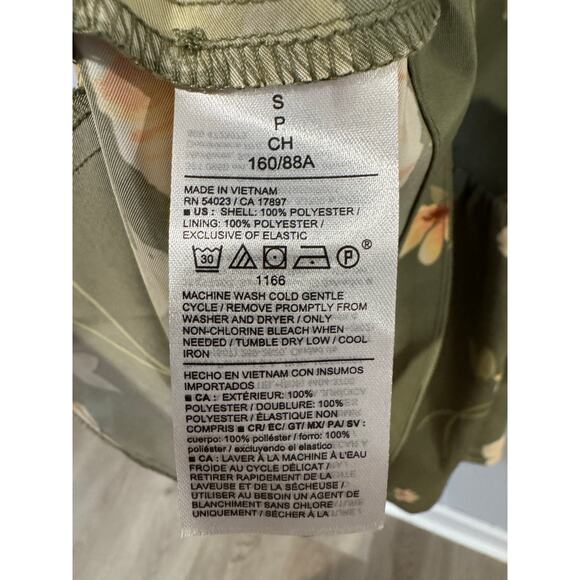 S
P
CH
160/88A
MADE IN VIETNAM
RN 54023 / CA 17897
■ US : SHELL: 100% POLYESTER /
LINING: 100% POLYESTER /
EXCLUSIVE OF ELASTIC
30 P ®
1166
MACHINE WASH COLD GENTLE
CYCLE / REMOVE PROMPTLY FROM
WASHER AND DRYER / ONLY
NON-CHLORINE BLEACH WHEN
NEEDED / TUMBLE DRY LOW / COOL
IRON
HECHO EN VIETNAM CON INSUMOS
IMPORTADOS
■ CA : EXTÉRIEUR: 100%
POLYESTER / DOUBLURE: 100%
POLYESTER / ÉLASTIQUE NON
COMPRIS ■ CR/ EC/ GT/ MX/ PA/ SV :
cuerpo: 100% poliéster / forro: 100%
poliéster / excluyendo el elastico
■ CA : LAVER À LA MACHINE À L'EAU
FROIDE AU CYCLE DÉLICAT /
RETIRER RAPIDEMENT DE LA
LAVEUSE ET DE LA SÉCHEUSE /
UTILISER AU BESOIN UN AGENT DE
BLANCHIMENT SANS CHLORE
UNIQUEMENT / SÉCHER À LA